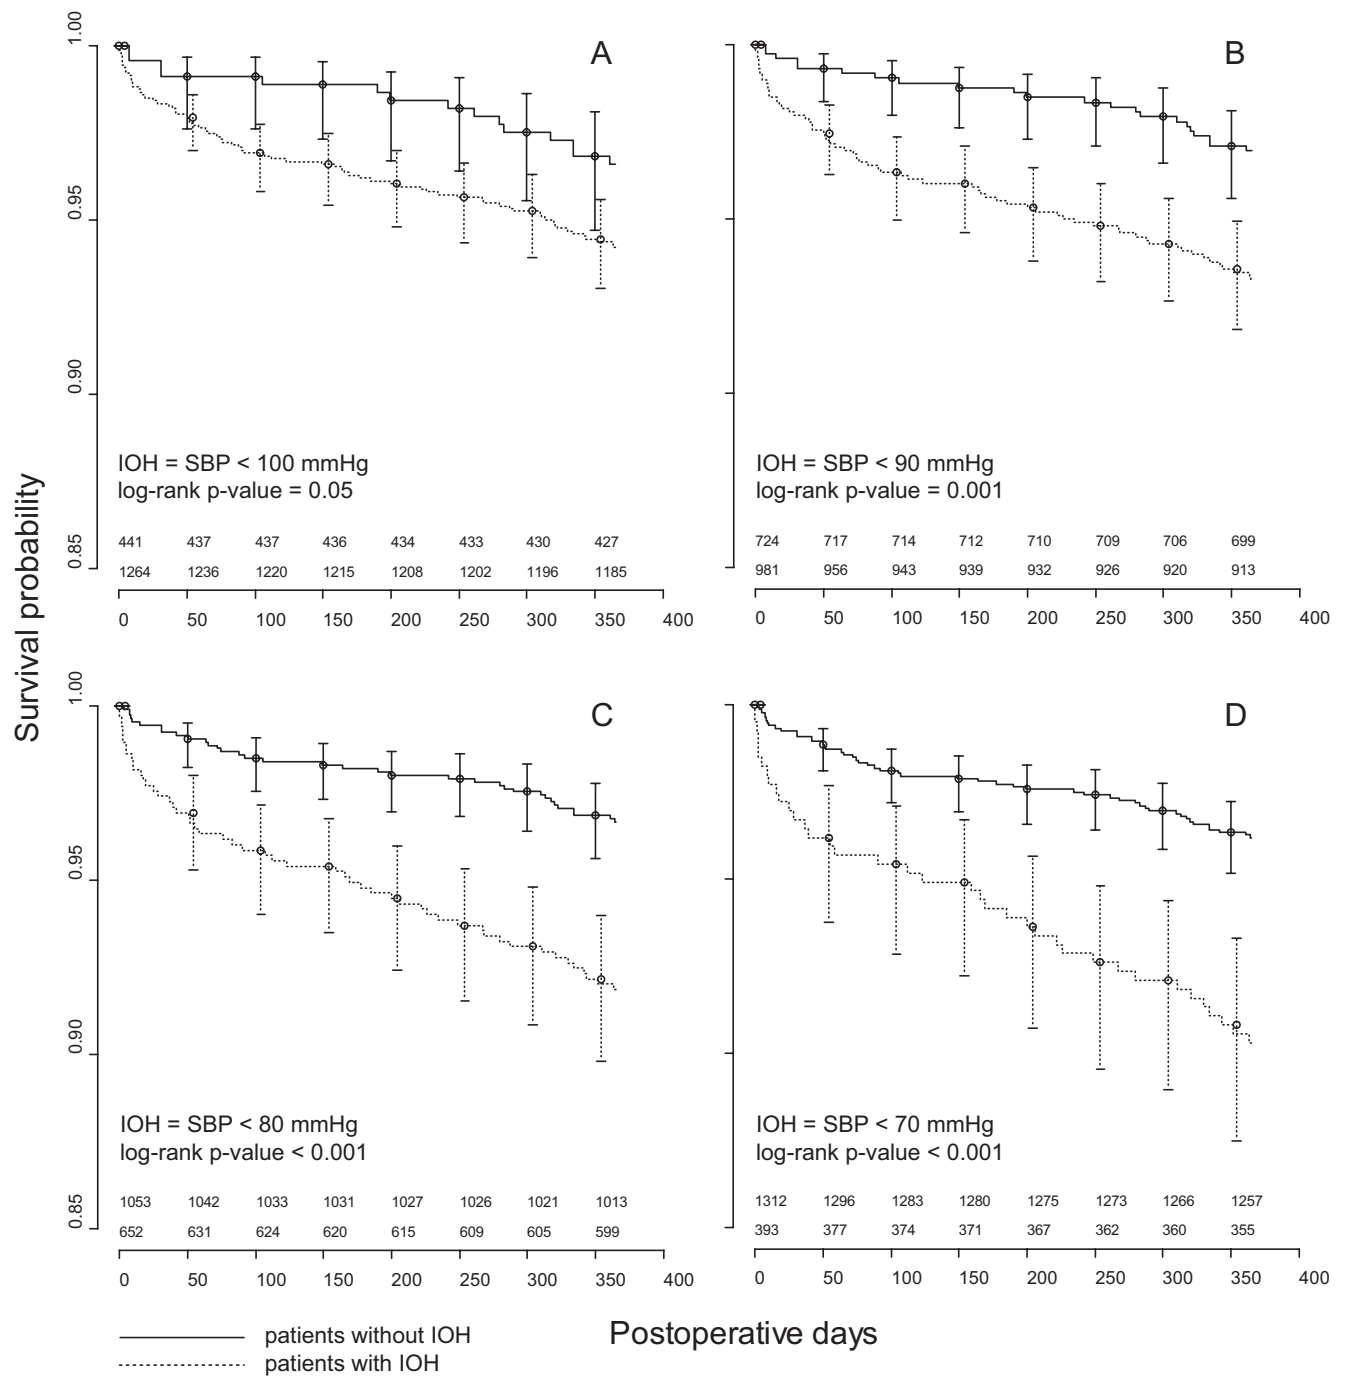 Survival probability
1.00
0.95
0.90
0.85
A
IOH = SBP < 100 mmHg
log-rank p-value = 0.05
441 437 437 436 434 433 430 427
1264 1236 1220 1215 1208 1202 1196 1185
0 50 100 150 200 250 300 350 400
B
IOH = SBP < 90 mmHg
log-rank p-value = 0.001
724 717 714 712 710 709 706 699
981 956 943 939 932 926 920 913
0 50 100 150 200 250 300 350 400
1.00
0.95
0.90
0.85
C
IOH = SBP < 80 mmHg
log-rank p-value < 0.001
1053 1042 1033 1031 1027 1026 1021 1013
652 631 624 620 615 609 605 599
0 50 100 150 200 250 300 350 400
D
IOH = SBP < 70 mmHg
log-rank p-value < 0.001
1312 1296 1283 1280 1275 1273 1266 1257
393 377 374 371 367 362 360 355
0 50 100 150 200 250 300 350 400
Postoperative days
patients without IOH
patients with IOH